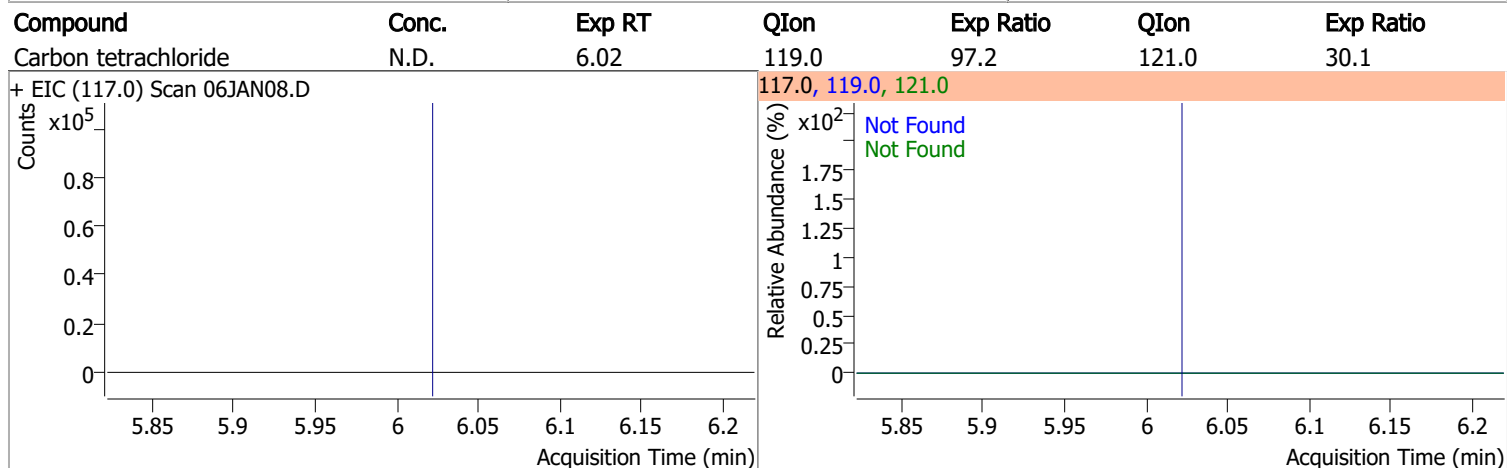 Compound Conc. Exp RT QIon Exp Ratio QIon Exp Ratio
Carbon tetrachloride N.D. 6.02 119.0 97.2 121.0 30.1
+ EIC (117.0) Scan 06JAN08.D
Counts
x10⁵
0.8
0.6
0.4
0.2
0
5.85 5.9 5.95 6 6.05 6.1 6.15 6.2
Acquisition Time (min)
117.0, 119.0, 121.0
Relative Abundance (%)
x10²
Not Found
Not Found
1.75
1.5
1.25
1
0.75
0.5
0.25
0
5.85 5.9 5.95 6 6.05 6.1 6.15 6.2
Acquisition Time (min)